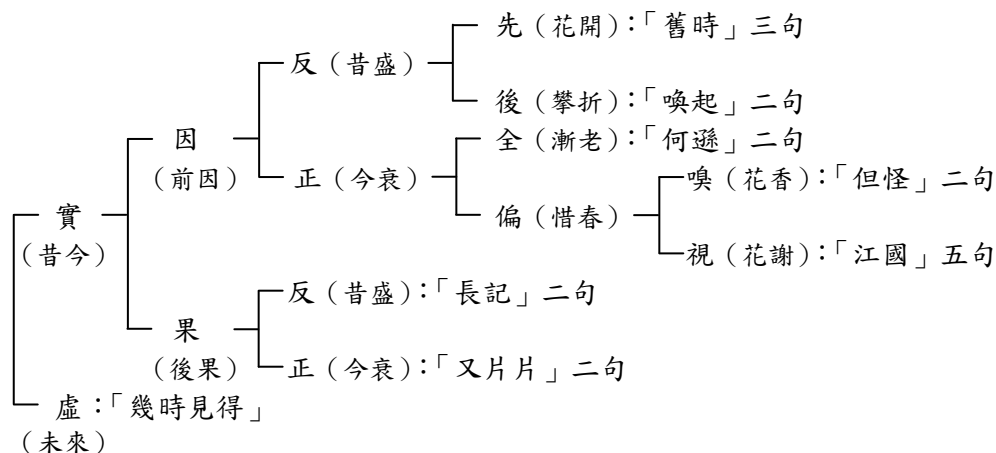 先（花開）：「舊時」三句
反（昔盛）
後（攀折）：「喚起」二句
因
（前因）
全（漸老）：「何遜」二句
正（今衰）
嗅（花香）：「但怪」二句
偏（惜春）
實
（昔今）
視（花謝）：「江國」五句
反（昔盛）：「長記」二句
果
（後果）
正（今衰）：「又片片」二句
虛：「幾時見得」
（未來）